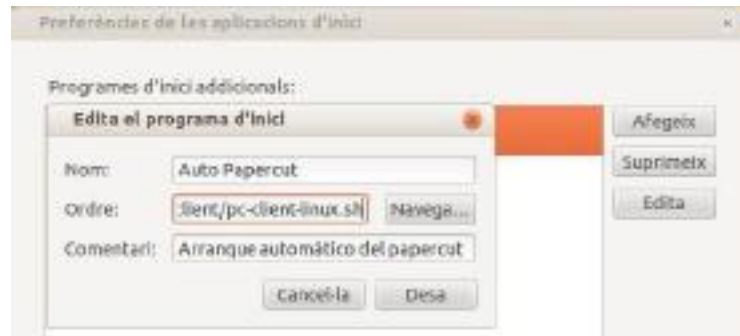 Preferències de les aplicacions d'inici
Programes d'inici addicionals:
Edita el programa d'inici
Afegeix
Nom: Auto Papercut
Suprimeix
Ordre: :lient/pc-client-linux.sh Navega...
Edita
Comentari: Arranque automático del papercut
Cancel·la Desa